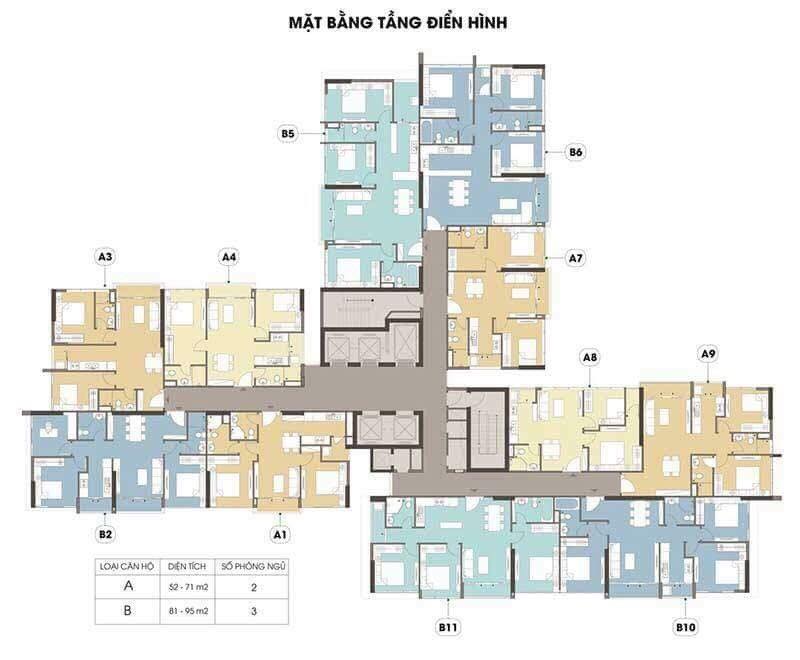 MẶT BẰNG TẦNG ĐIỂN HÌNH
B5
B6
A7
A3
A4
A8
A9
B2
A1
B11
B10
LOẠI CĂN HỘ DIỆN TÍCH SỐ PHÒNG NGỦ
A 52 - 71 m2 2
B 81 - 95 m2 3